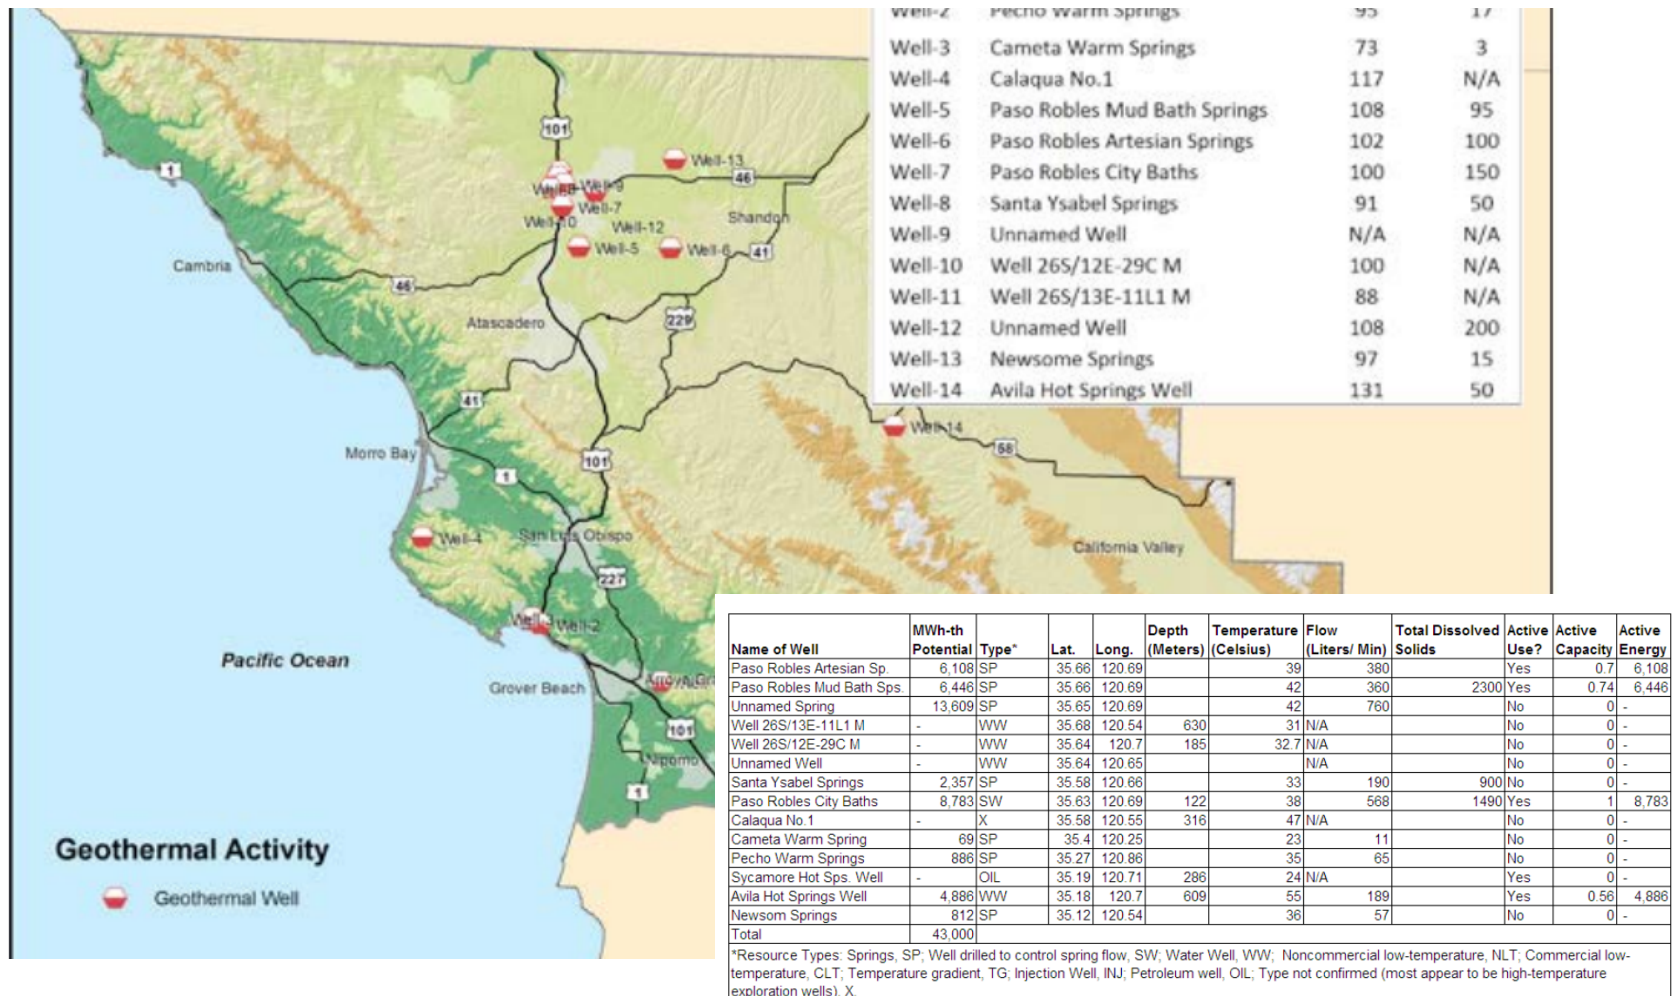 Well-2 Pecho Warm Springs 95 17
Well-3 Cameta Warm Springs 73 3
Well-4 Calaqua No.1 117 N/A
Well-5 Paso Robles Mud Bath Springs 108 95
Well-6 Paso Robles Artesian Springs 102 100
Well-7 Paso Robles City Baths 100 150
Well-8 Santa Ysabel Springs 91 50
Well-9 Unnamed Well N/A N/A
Well-10 Well 26S/12E-29C M 100 N/A
Well-11 Well 26S/13E-11L1 M 88 N/A
Well-12 Unnamed Well 108 200
Well-13 Newsome Springs 97 15
Well-14 Avila Hot Springs Well 131 50
101
Well-13
1
46
Well-9
Well-7
Well-10
Well-12
Shandon
Well-5
Well-6
41
Cambria
46
Atascadero
229
41
Well-14
58
Morro Bay
101
1
Well-4
San Luis Obispo
California Valley
227
Well-3
Well-2
Pacific Ocean
Grover Beach
101
Nipomo
1
Geothermal Activity
Geothermal Well
Name of Well MWh-th Potential Type* Lat. Long. Depth (Meters) Temperature (Celsius) Flow (Liters/ Min) Total Dissolved Solids Active Use? Active Capacity Active Energy
Paso Robles Artesian Sp. 6,108 SP 35.66 120.69 39 380 Yes 0.7 6,108
Paso Robles Mud Bath Sps. 6,446 SP 35.66 120.69 42 360 2300 Yes 0.74 6,446
Unnamed Spring 13,609 SP 35.65 120.69 42 760 No 0 -
Well 26S/13E-11L1 M - WW 35.68 120.54 630 31 N/A No 0 -
Well 26S/12E-29C M - WW 35.64 120.7 185 32.7 N/A No 0 -
Unnamed Well - WW 35.64 120.65 N/A No 0 -
Santa Ysabel Springs 2,357 SP 35.58 120.66 33 190 900 No 0 -
Paso Robles City Baths 8,783 SW 35.63 120.69 122 38 568 1490 Yes 1 8,783
Calaqua No.1 - X 35.58 120.55 316 47 N/A No 0 -
Cameta Warm Spring 69 SP 35.4 120.25 23 11 No 0 -
Pecho Warm Springs 886 SP 35.27 120.86 35 65 No 0 -
Sycamore Hot Sps. Well - OIL 35.19 120.71 286 24 N/A Yes 0 -
Avila Hot Springs Well 4,886 WW 35.18 120.7 609 55 189 Yes 0.56 4,886
Newsom Springs 812 SP 35.12 120.54 36 57 No 0 -
Total 43,000
*Resource Types: Springs, SP; Well drilled to control spring flow, SW; Water Well, WW; Noncommercial low-temperature, NLT; Commercial low-
temperature, CLT; Temperature gradient, TG; Injection Well, INJ; Petroleum well, OIL; Type not confirmed (most appear to be high-temperature
exploration wells), X.